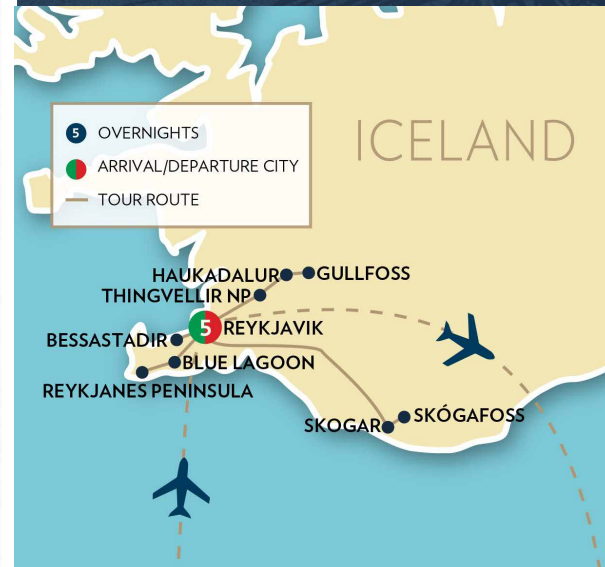 5 OVERNIGHTS
ARRIVAL/DEPARTURE CITY
TOUR ROUTE
ICELAND
HAUKADALUR
GULLFOSS
THINGVELLIR NP
5 REYKJAVIK
BESSASTADIR
BLUE LAGOON
REYKJANES PENINSULA
SKOGAR
SKÓGAFOSS